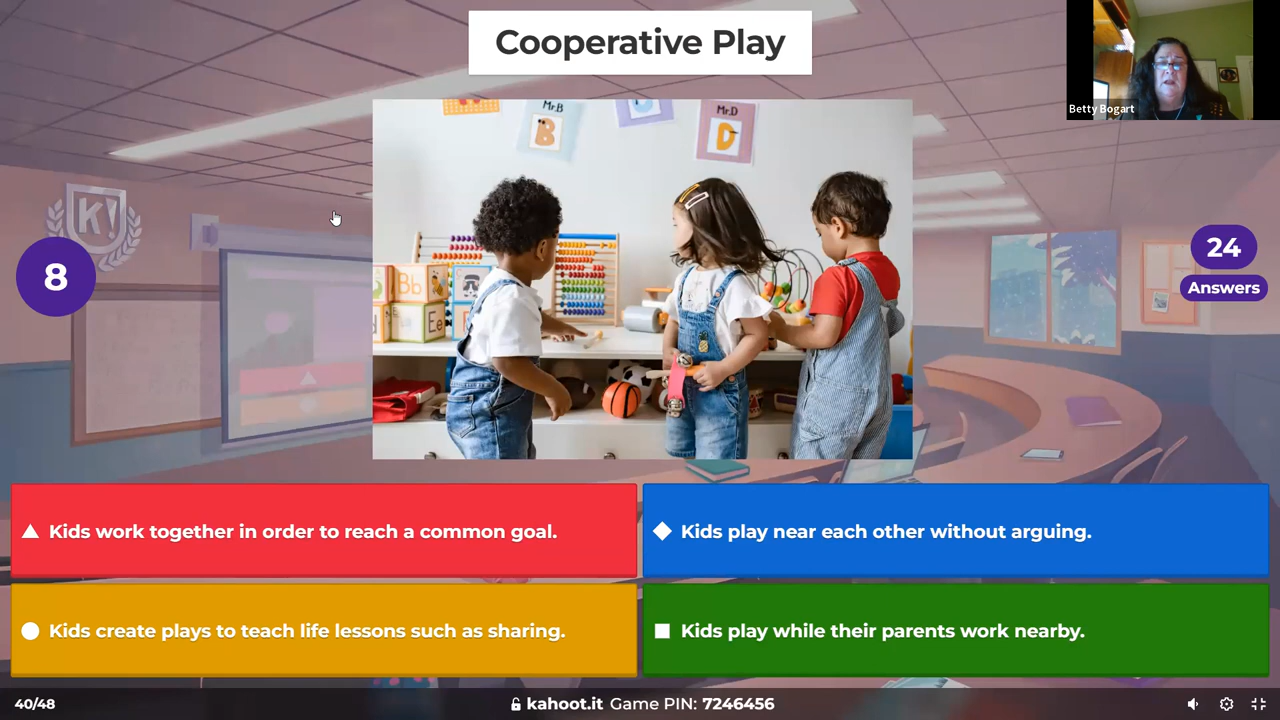 Cooperative Play
Betty Bogart
Mr.B
B
Mr.D
D
Bb
Ee
K!
8
24
Answers
Kids work together in order to reach a common goal.
Kids play near each other without arguing.
Kids create plays to teach life lessons such as sharing.
Kids play while their parents work nearby.
40/48
kahoot.it Game PIN: 7246456